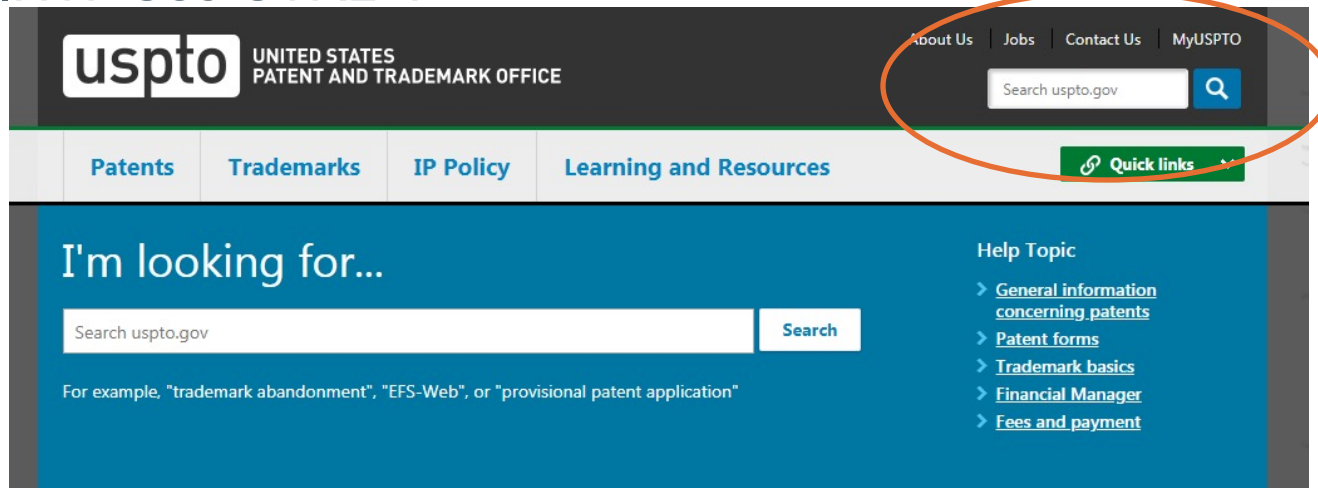 uspto UNITED STATES
PATENT AND TRADEMARK OFFICE
About Us Jobs Contact Us MyUSPTO
Search uspto.gov
Patents Trademarks IP Policy Learning and Resources Quick links
I'm looking for...
Search uspto.gov Search
For example, "trademark abandonment", "EFS-Web", or "provisional patent application"
Help Topic
General information
concerning patents
Patent forms
Trademark basics
Financial Manager
Fees and payment